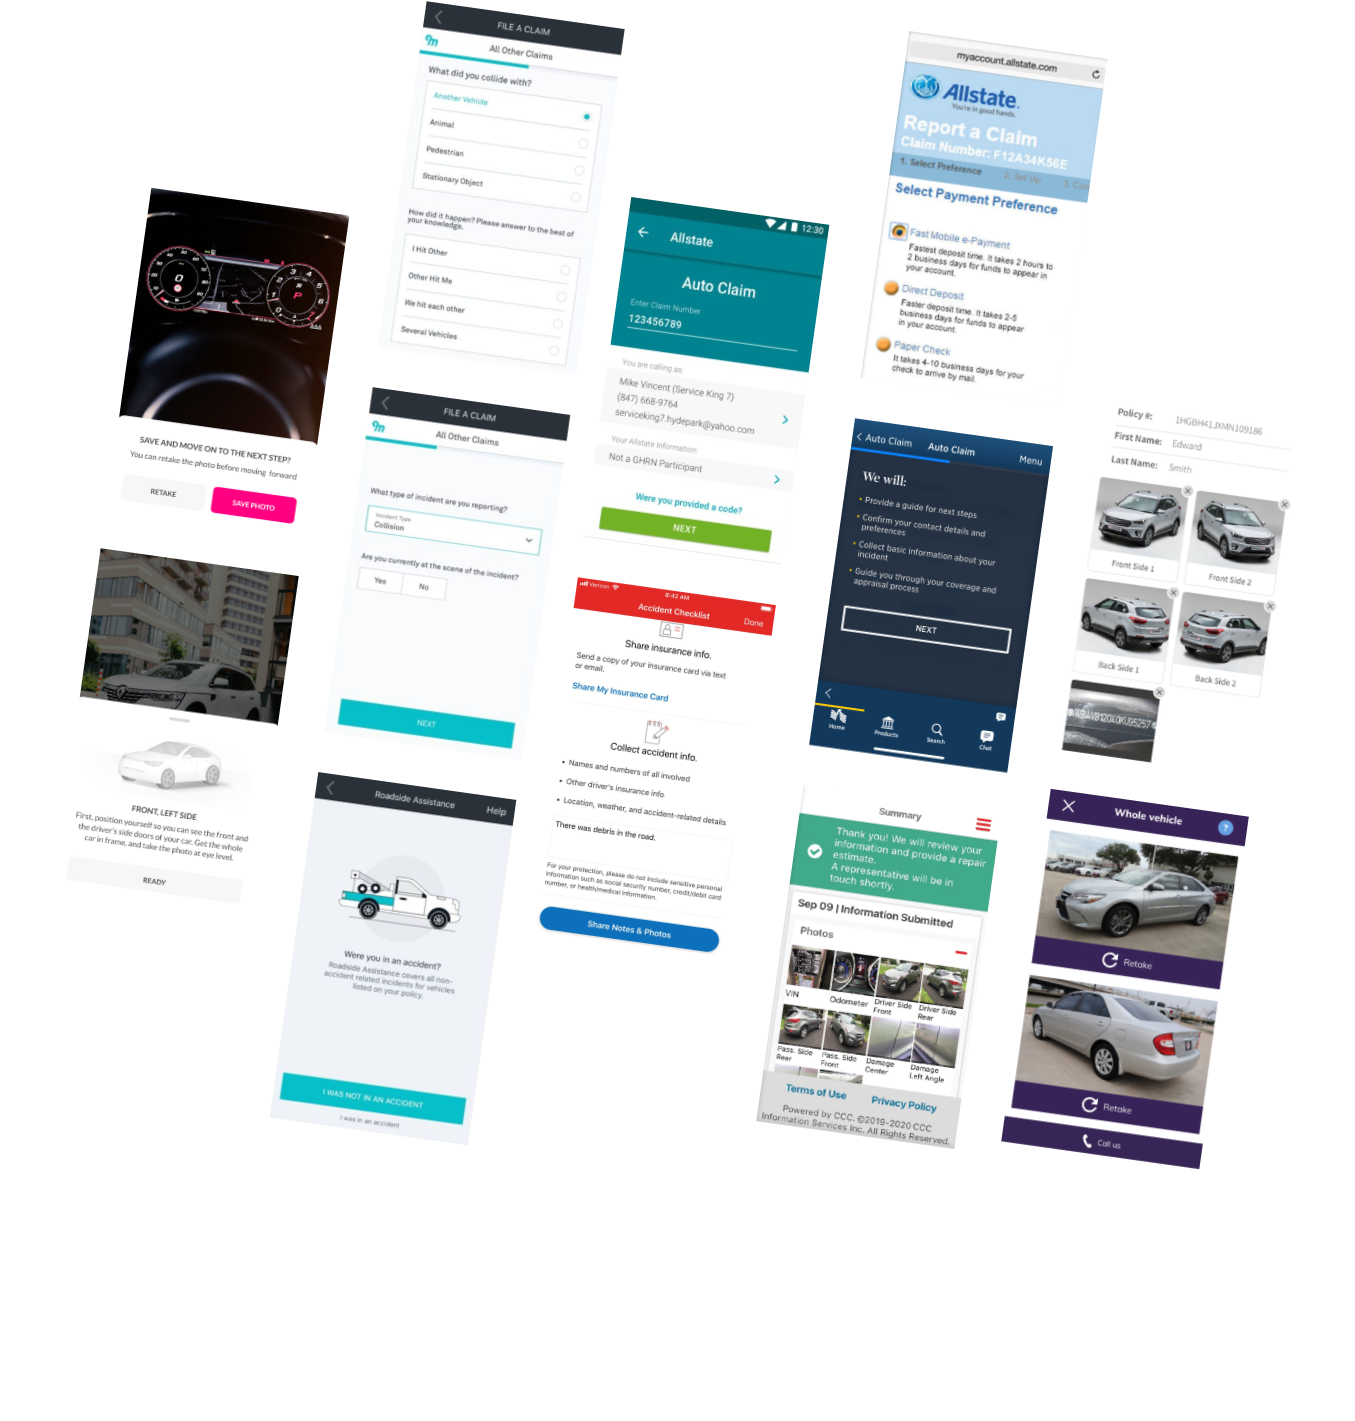 FILE A CLAIM
All Other Claims
What did you collide with?
Another Vehicle
Animal
Pedestrian
Stationary Object
How did it happen? Please answer to the best of
your knowledge.
I Hit Other
Other Hit Me
We hit each other
Several Vehicles
myaccount.allstate.com
Allstate.
You're in good hands.
Report a Claim
Claim Number: F12A34K56E
1. Select Preference
2. Set Up
Select Payment Preference
Fast Mobile e-Payment
Fastest deposit time. It takes 2 hours to
2 business days for funds to appear in
your account.
Direct Deposit
Faster deposit time. It takes 2-5
business days for funds to appear
in your account.
Paper Check
It takes 4-10 business days for your
check to arrive by mail.
SAVE AND MOVE ON TO THE NEXT STEP?
You can retake the photo before moving forward
RETAKE
SAVE PHOTO
12:30
Allstate
Auto Claim
Enter Claim Number
123456789
You are calling as:
Mike Vincent (Service King 7)
(847) 668-9764
serviceking7.hydepark@yahoo.com
Your Allstate Information:
Not a GHRN Participant
Were you provided a code?
NEXT
FILE A CLAIM
All Other Claims
What type of incident are you reporting?
Incident Type
Collision
Are you currently at the scene of the incident?
Yes
No
NEXT
Auto Claim
Auto Claim
Menu
We will:
• Provide a guide for next steps
• Confirm your contact details and
preferences
• Collect basic information about your
incident
• Guide you through your coverage and
appraisal process
NEXT
Home
Products
Search
Chat
Policy #:
1HGBH41JXMN109186
First Name:
Edward
Last Name:
Smith
Front Side 1
Front Side 2
Back Side 1
Back Side 2
FRONT, LEFT SIDE
First, position yourself so you can see the front and
the driver's side doors of your car. Get the whole
car in frame, and take the photo at eye level.
READY
Verizon
8:42 AM
Accident Checklist
Done
Share insurance info.
Send a copy of your insurance card via text
or email.
Share My Insurance Card
Collect accident info.
• Names and numbers of all involved
• Other driver's insurance info
• Location, weather, and accident-related details
There was debris in the road.
For your protection, please do not include sensitive personal
information such as social security number, credit/debit card
number, or health/medical information.
Share Notes & Photos
Roadside Assistance
Help
Were you in an accident?
Roadside Assistance covers all non-
accident related incidents for vehicles
listed on your policy.
I WAS NOT IN AN ACCIDENT
I was in an accident
Summary
Thank you! We will review your
information and provide a repair
estimate.
A representative will be in
touch shortly.
Sep 09 | Information Submitted
Photos
VIN
Odometer
Driver Side
Front
Driver Side
Rear
Pass. Side
Rear
Pass. Side
Front
Damage
Center
Damage
Left Angle
Terms of Use
Privacy Policy
Powered by CCC. ©2019-2020 CCC
Information Services Inc. All Rights Reserved.
Whole vehicle
?
Retake
Retake
Call us